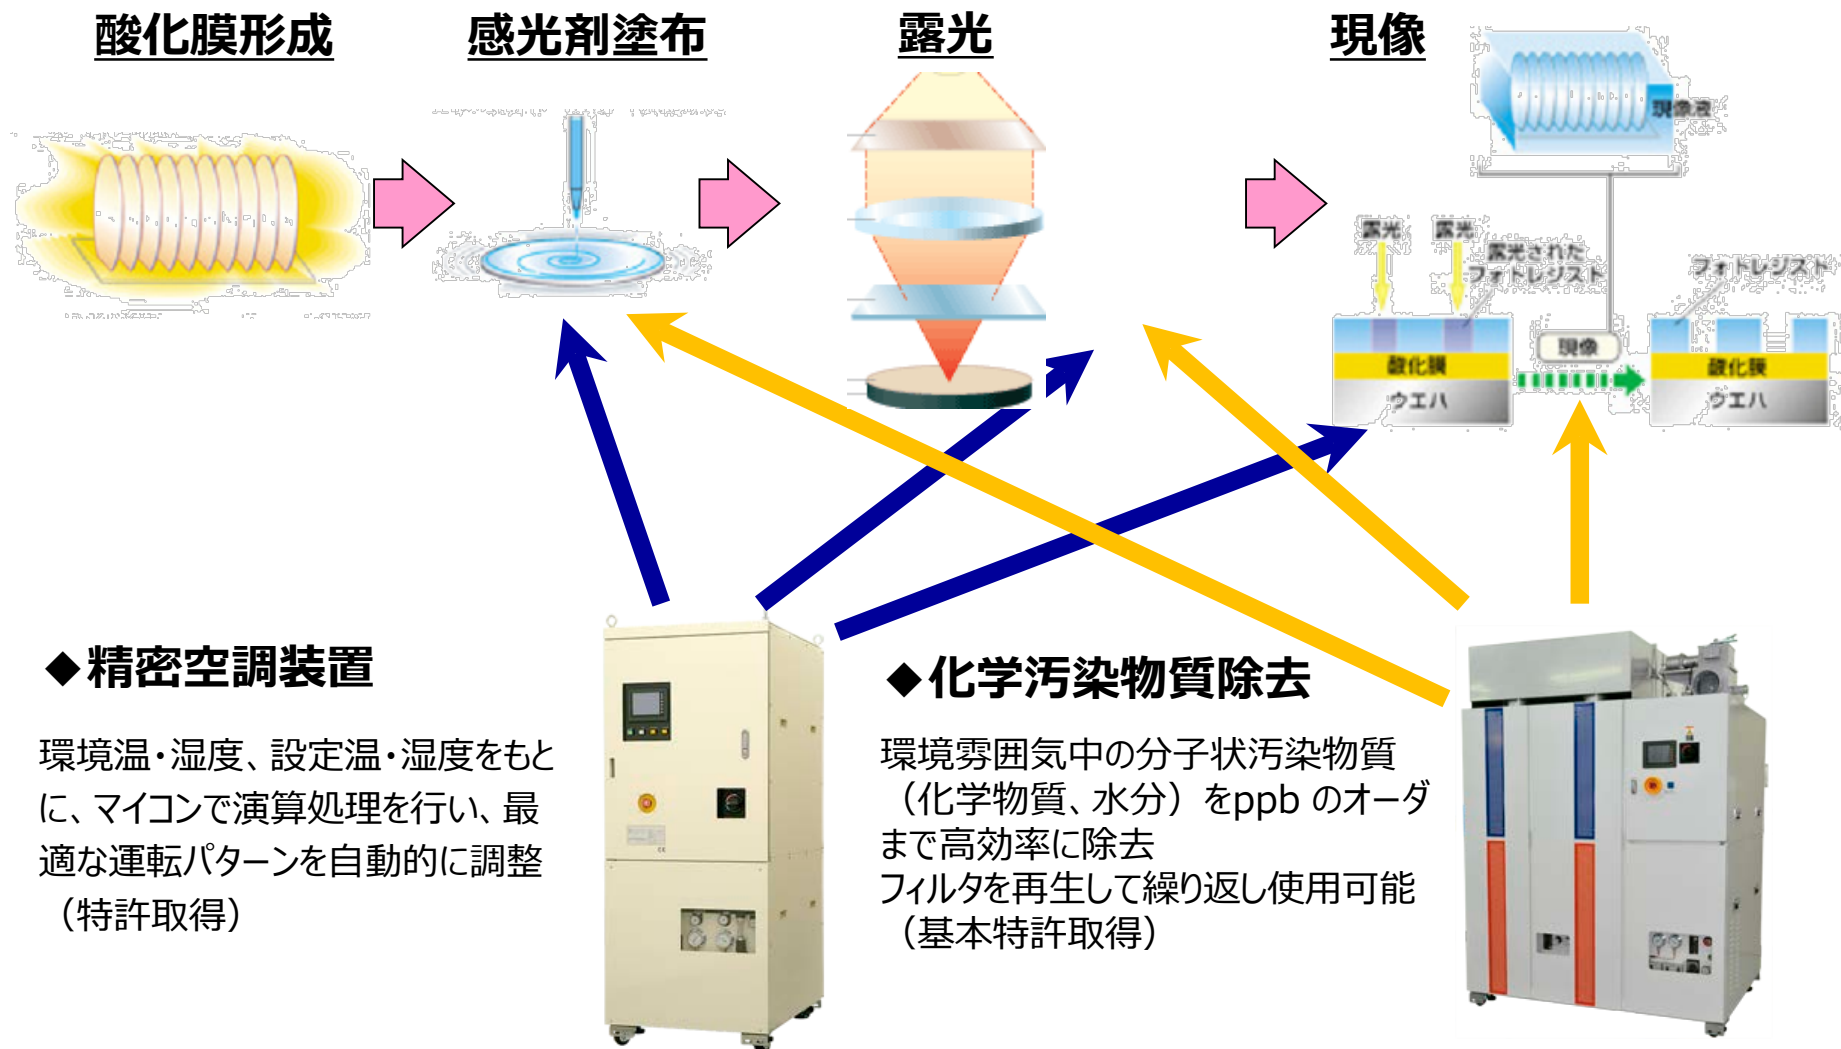 酸化膜形成
感光剤塗布
露光
現像
現像液
露光
露光
露光された
フォトレジスト
フォトレジスト
現像
酸化膜
ウエハ
酸化膜
ウエハ
◆精密空調装置
環境温・湿度、設定温・湿度をもと
に、マイコンで演算処理を行い、最
適な運転パターンを自動的に調整
（特許取得）
◆化学汚染物質除去
環境雰囲気中の分子状汚染物質
（化学物質、水分）をppb のオーダ
まで高効率に除去
フィルタを再生して繰り返し使用可能
（基本特許取得）